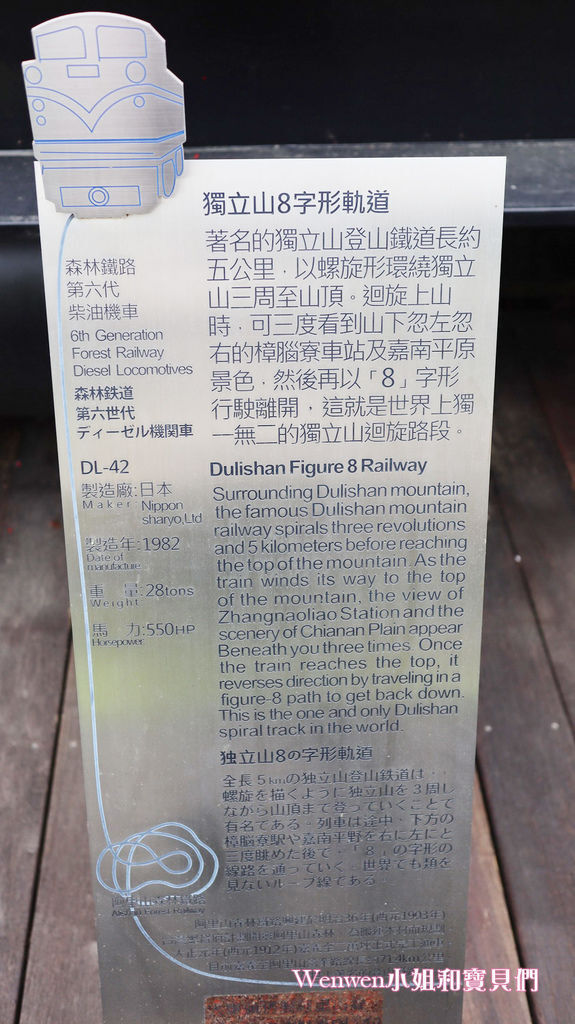 獨立山8字形軌道
著名的獨立山登山鐵道長約
五公里，以螺旋形環繞獨立
山三周至山頂。迴旋上山
時，可三度看到山下忽左忽
右的樟腦寮車站及嘉南平原
景色，然後再以「8」字形
行駛離開，這就是世界上獨
一無二的獨立山迴旋路段。
森林鐵路
第六代
柴油機車
6th Generation
Forest Railway
Diesel Locomotives
森林鉄道
第六世代
ディーゼル機関車
DL-42
製造廠:日本
Maker Nippon
sharyo,Ltd
製造年:1982
Date of
manufacture
重 量:28tons
Weight
馬 力:550HP
Horsepower
Dulishan Figure 8 Railway
Surrounding Dulishan mountain,
the famous Dulishan mountain
railway spirals three revolutions
and 5 kilometers before reaching
the top of the mountain. As the
train winds its way to the top
of the mountain, the view of
Zhangnaoliao Station and the
scenery of Chianan Plain appear
Beneath you three times. Once
the train reaches the top, it
reverses direction by traveling in a
figure-8 path to get back down.
This is the one and only Dulishan
spiral track in the world.
独立山8の字形軌道
全長5kmの独立山登山鉄道は、
螺旋を描くように独立山を3周し
ながら山頂まで登っていくことで
有名である。列車は途中、下方の
樟腦寮駅や嘉南平野を右に左にと
三度眺めた後で、「8」の字形の
線路を通っていく。世界でも類を
見ないループ線である。
阿里山森林鐵路
Alishan Forest Railway
Wenwen小姐和寶貝們